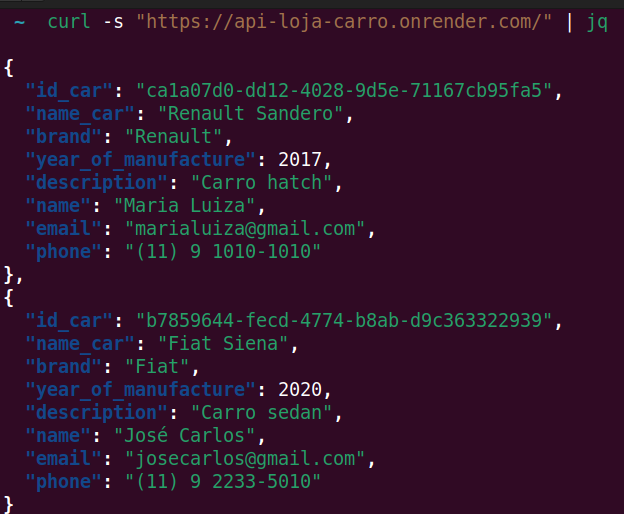 ~ curl -s "https://api-loja-carro.onrender.com/" | jq
{
"id_car": "ca1a07d0-dd12-4028-9d5e-71167cb95fa5",
"name_car": "Renault Sandero",
"brand": "Renault",
"year_of_manufacture": 2017,
"description": "Carro hatch",
"name": "Maria Luiza",
"email": "marialuiza@gmail.com",
"phone": "(11) 9 1010-1010"
},
{
"id_car": "b7859644-fecd-4774-b8ab-d9c363322939",
"name_car": "Fiat Siena",
"brand": "Fiat",
"year_of_manufacture": 2020,
"description": "Carro sedan",
"name": "José Carlos",
"email": "josecarlos@gmail.com",
"phone": "(11) 9 2233-5010"
}